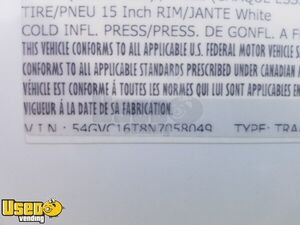 TIRE/PNEU 15 Inch RIM/JANTE White
COLD INFL. PRESS/PRESS. DE GONFL. A F
THIS VEHICLE CONFORMS TO ALL APPLICABLE U.S. FEDERAL MOTOR VEHICLE S
CONFORMS TO ALL APPLICABLE STANDARDS PRESCRIBED UNDER CANADIAN
VÉHICLE EST CONFORME À TOUTES LES NORMES QUI LUI SONT APPLICABLES EN
VIGUEUR À LA DATE DE SA FABRICATION.
V.I.N.: 54GVC16T8N7058049 TYPE: TRA
Used
vending